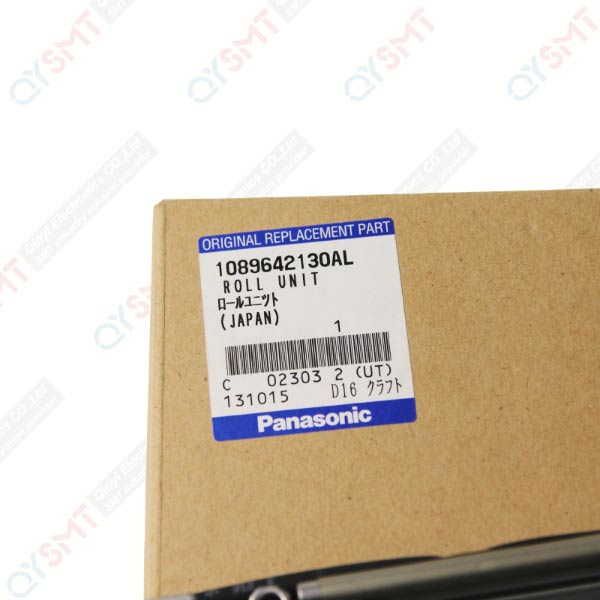 ORIGINAL REPLACEMENT PART
1089642130AL
ROLL UNIT
ロールユニット
(JAPAN)
1
C 02303 2 (UT)
131015 D16 クラフト
Panasonic
QYSMT